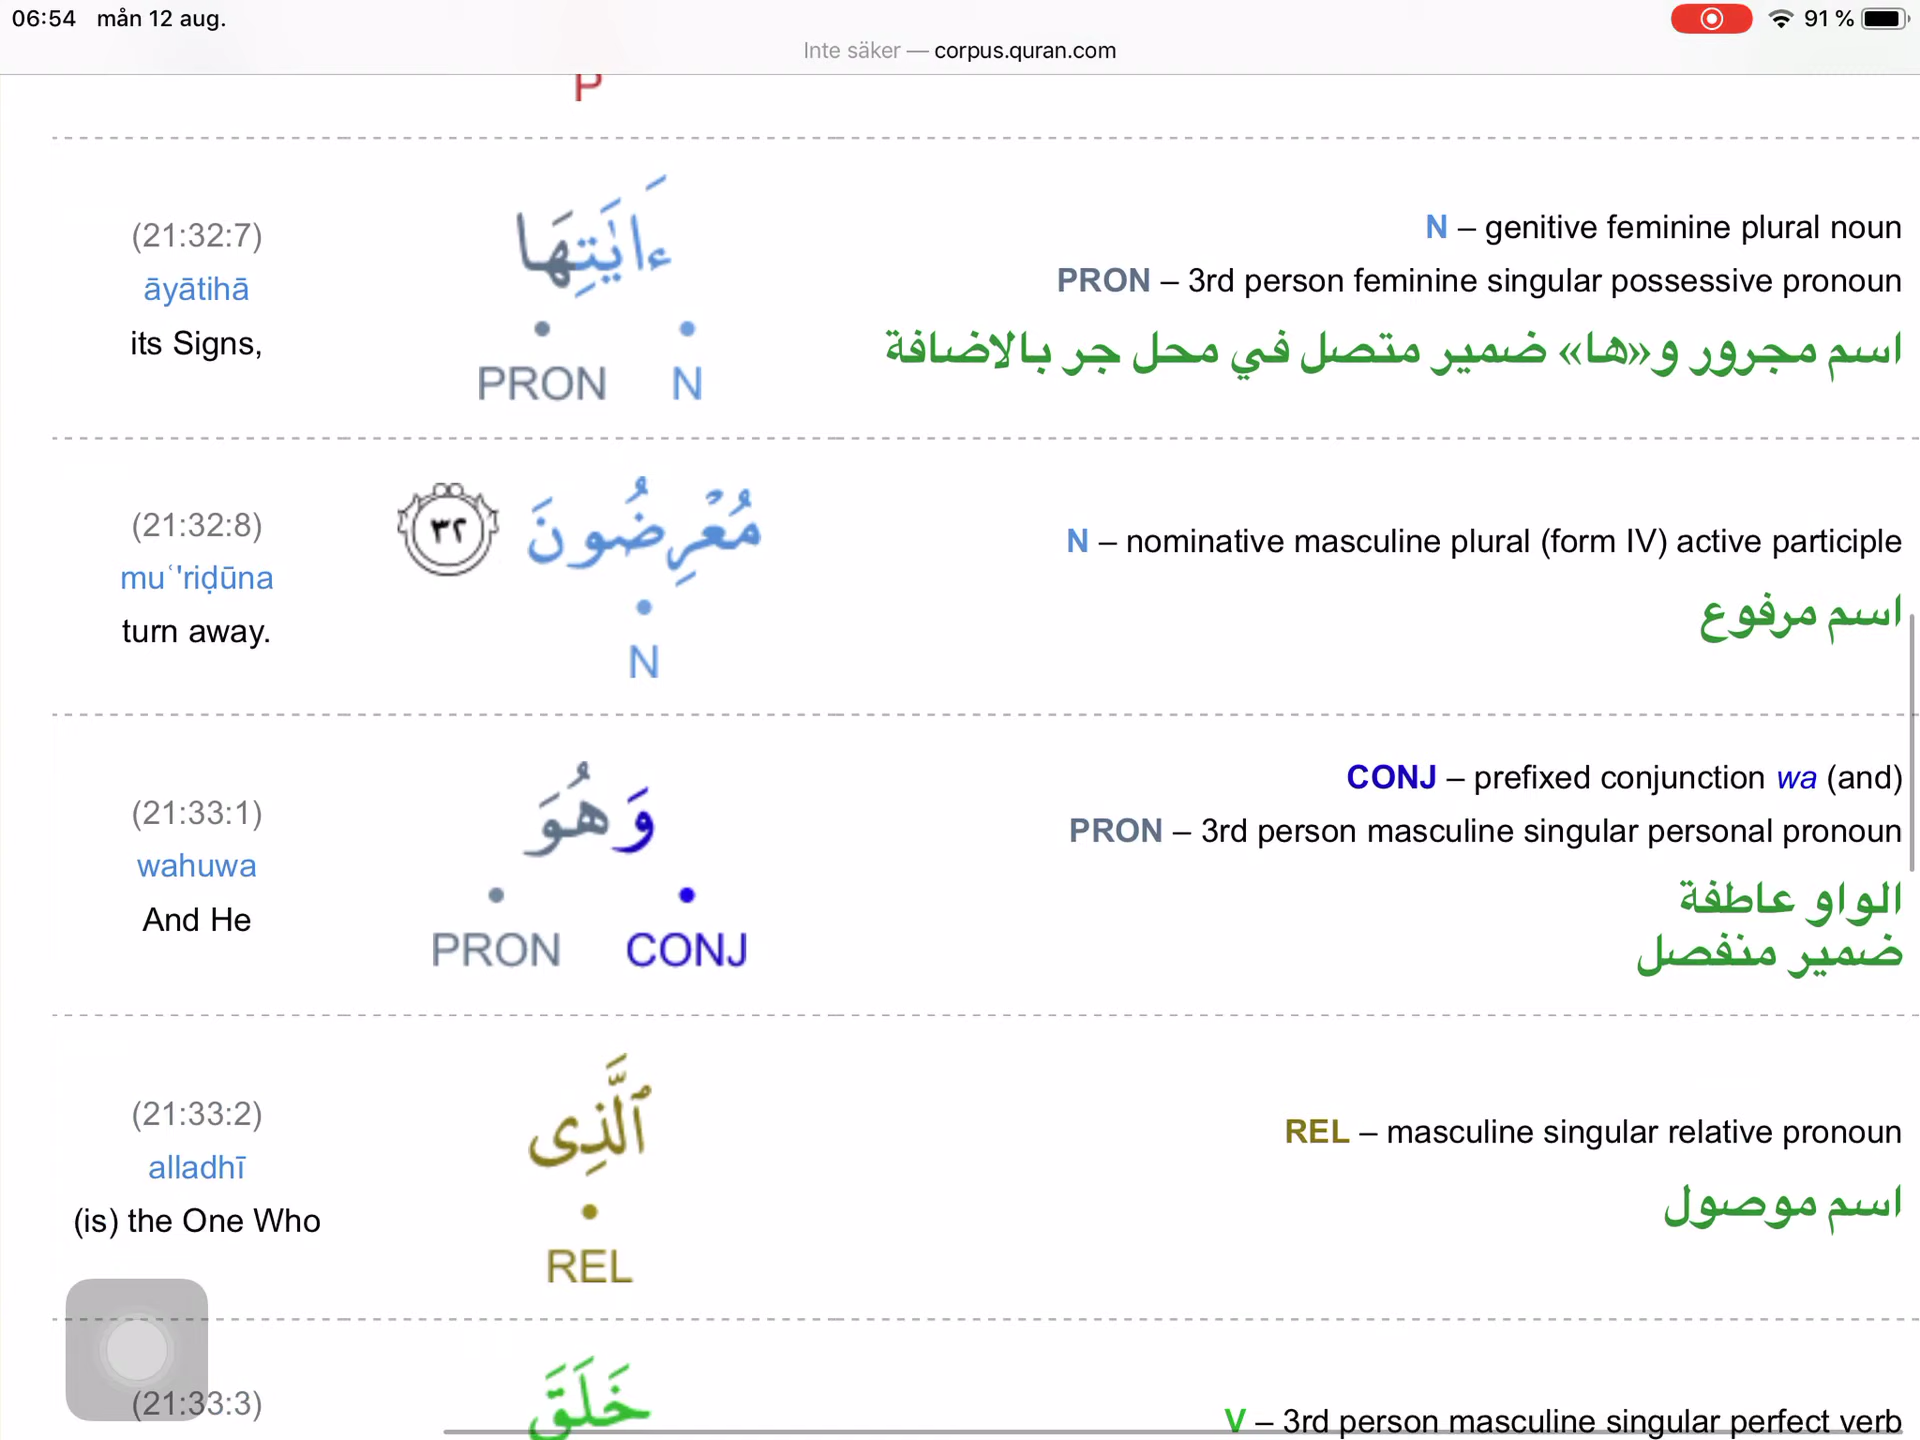 06:54 mån 12 aug.
91 %
Inte säker — corpus.quran.com
P
(21:32:7)
āyātihā
its Signs,
ءَايَٰتِهَا
PRON N
N – genitive feminine plural noun
PRON – 3rd person feminine singular possessive pronoun
اسم مجرور و«ها» ضمير متصل في محل جر بالاضافة
(21:32:8)
muʿ'riḍūna
turn away.
مُعْرِضُونَ ٣٢
N
N – nominative masculine plural (form IV) active participle
اسم مرفوع
(21:33:1)
wahuwa
And He
وَهُوَ
PRON CONJ
CONJ – prefixed conjunction wa (and)
PRON – 3rd person masculine singular personal pronoun
الواو عاطفة
ضمير منفصل
(21:33:2)
alladhī
(is) the One Who
ٱلَّذِى
REL
REL – masculine singular relative pronoun
اسم موصول
(21:33:3)
خَلَقَ
V – 3rd person masculine singular perfect verb